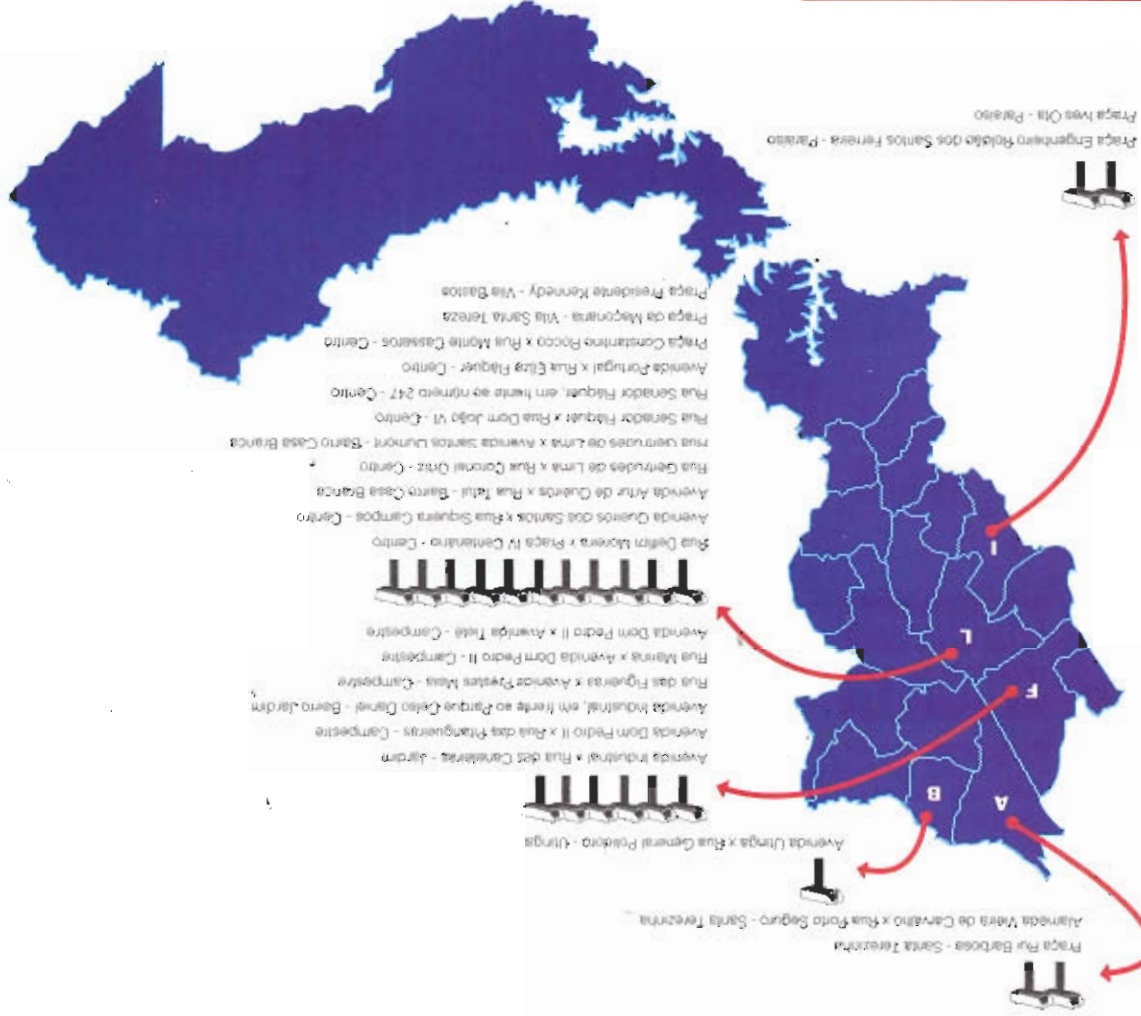 Praça Rui Barbosa - Santa Terezinha
Alameda Vieira de Carvalho x Rua Porto Seguro - Santa Terezinha
Avenida Utinga x Rua General Polidoro - Utinga
A
B
Avenida Industrial x Rua das Caneleiras - Jardim
Avenida Dom Pedro II x Rua das Pitangueiras - Campestre
Avenida Industrial, em frente ao Parque Celso Daniel - Bairro Jardim
Rua das Figueiras x Avenida Prestes Maia - Campestre
Rua Marina x Avenida Dom Pedro II - Campestre
Avenida Dom Pedro II x Avenida Tietê - Campestre
F
L
Rua Delfim Moreira x Praça IV Centenário - Centro
Avenida Queirós dos Santos x Rua Siqueira Campos - Centro
Avenida Artur de Queirós x Rua Tatuí - Bairro Casa Branca
Rua Gertrudes de Lima x Rua Coronel Ortiz - Centro
Rua Gertrudes de Lima x Avenida Santos Dumont - Bairro Casa Branca
Rua Senador Fláquer x Rua Dom João VI - Centro
Rua Senador Fláquer, em frente ao número 247 - Centro
Avenida Portugal x Rua Eliza Fláquer - Centro
Praça Constantino Rocco x Rua Monte Casseros - Centro
Praça da Maçonaria - Vila Santa Tereza
Praça Presidente Kennedy - Vila Bastos
I
Praça Engenheiro Roldão dos Santos Ferreira - Paraíso
Praça Ives Ota - Paraíso